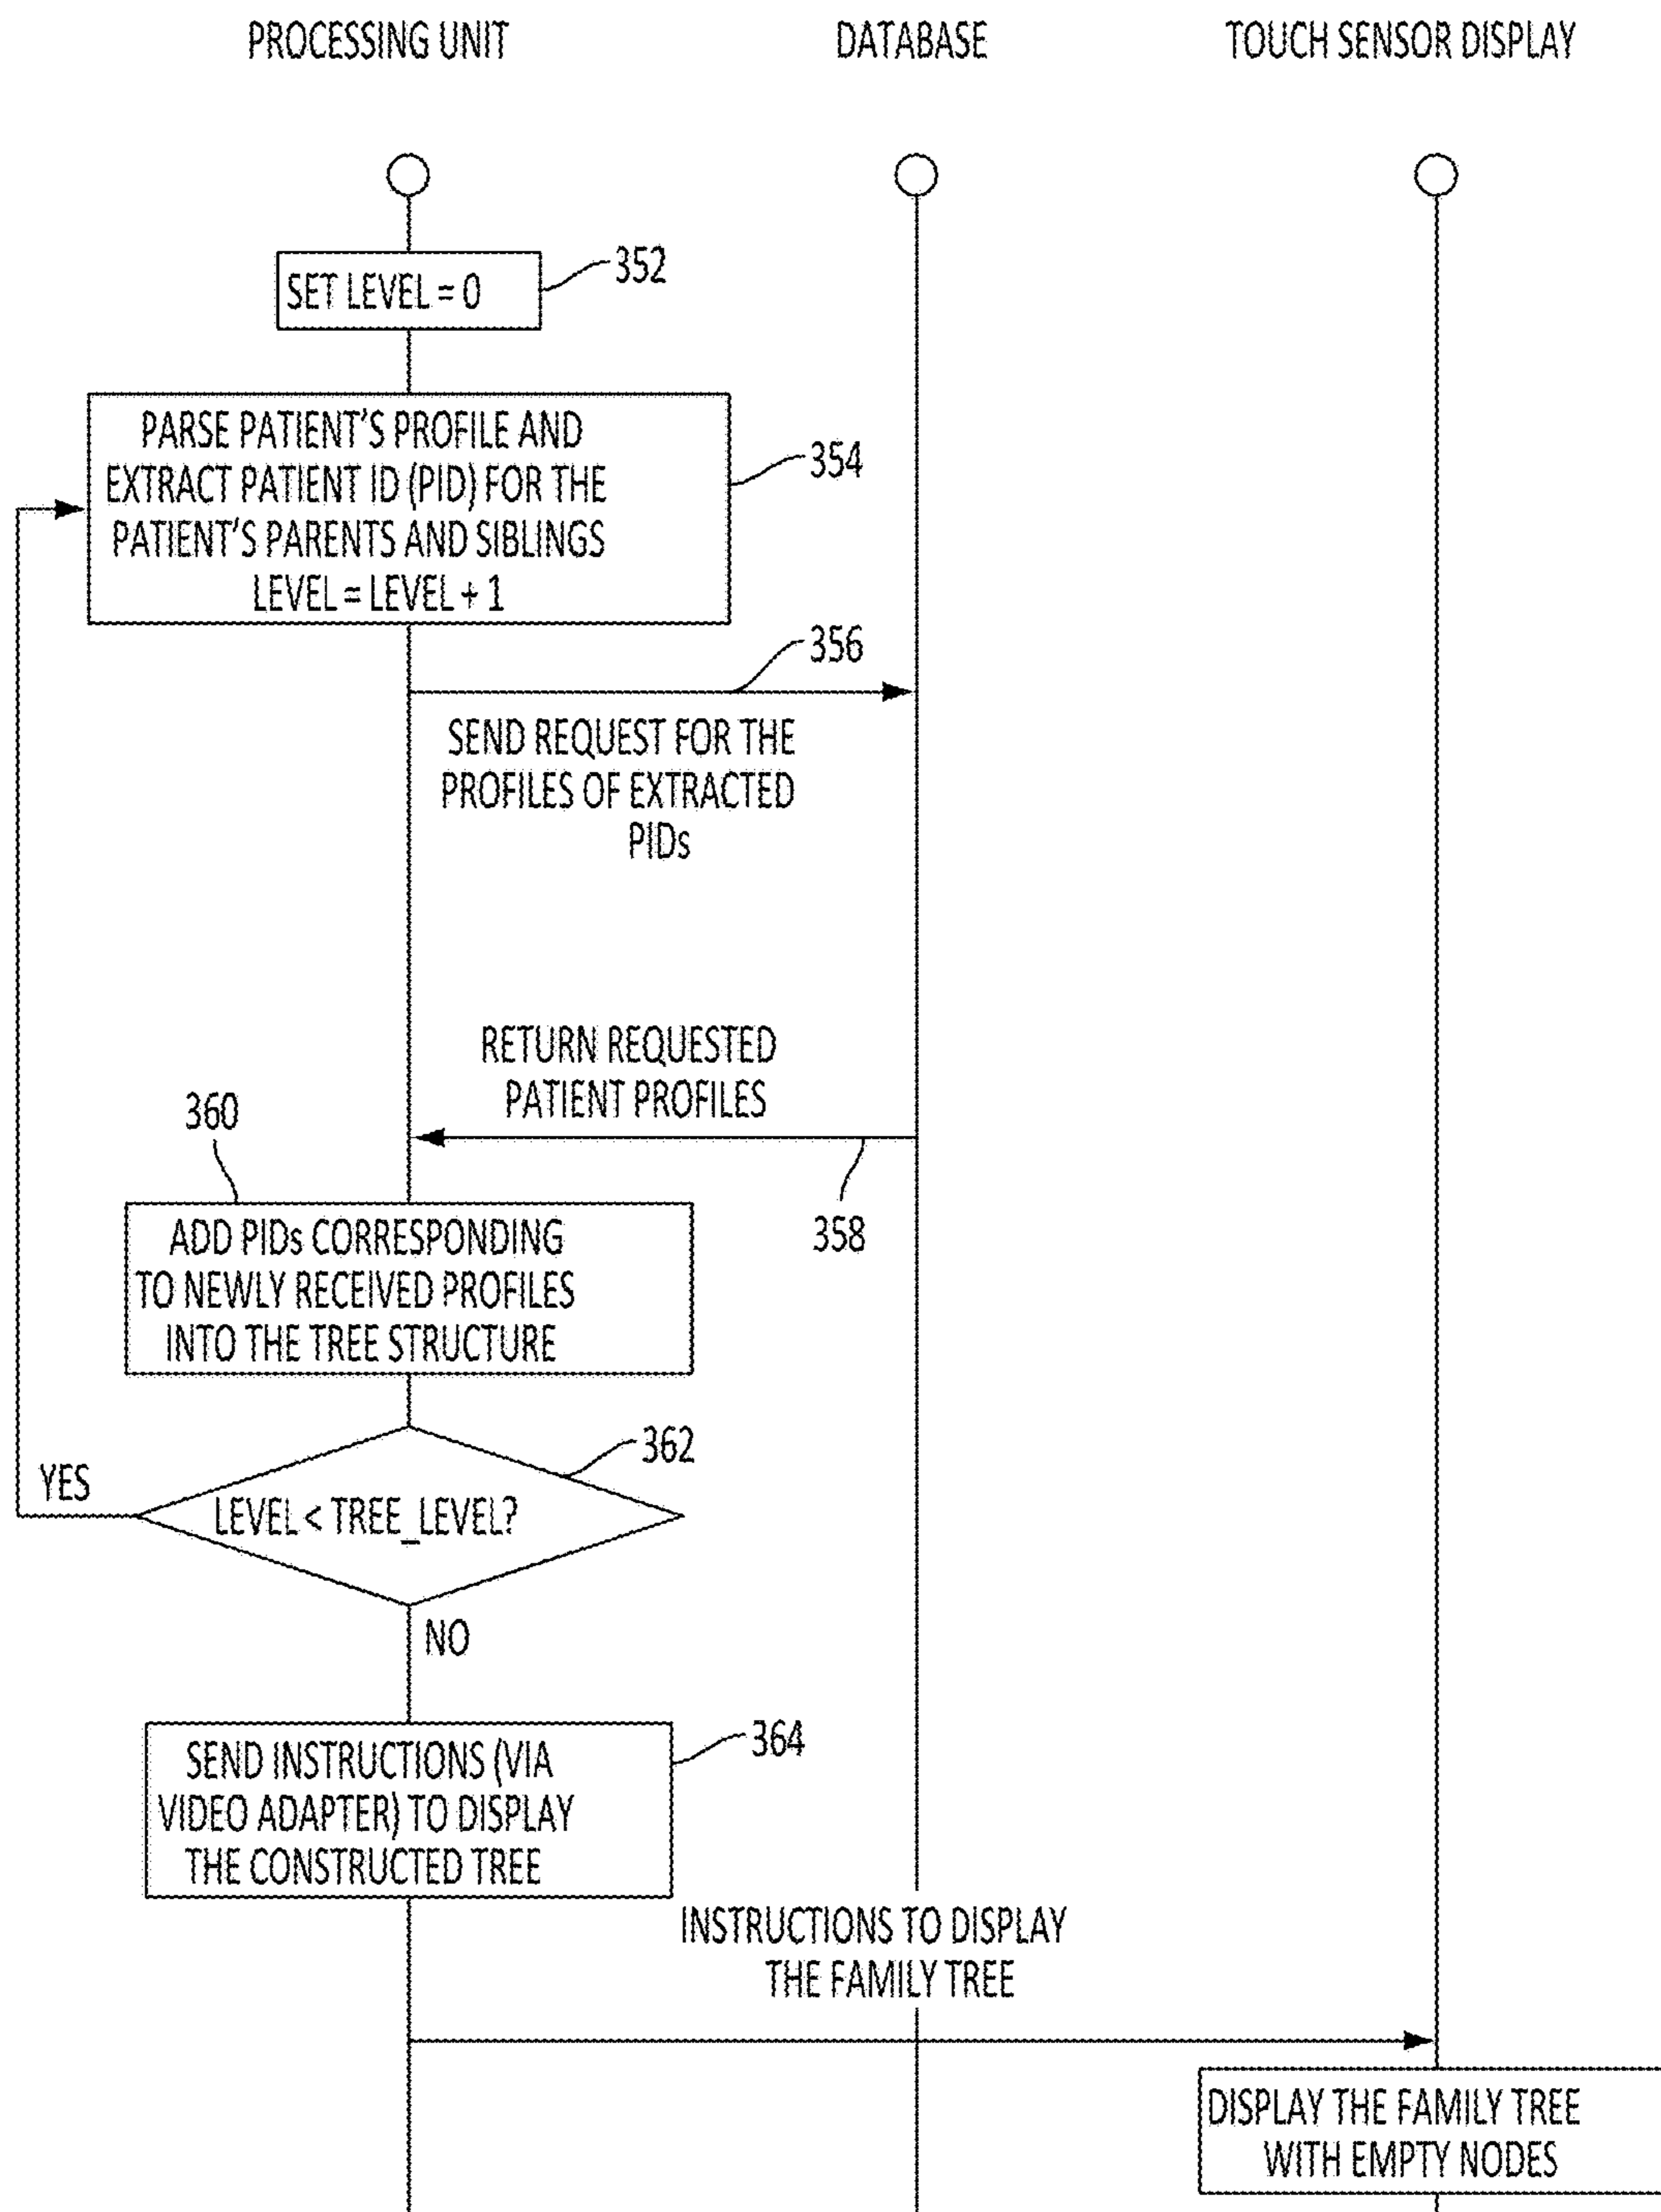 PROCESSING UNIT
DATABASE
TOUCH SENSOR DISPLAY
SET LEVEL = 0
352
PARSE PATIENT'S PROFILE AND
EXTRACT PATIENT ID (PID) FOR THE
PATIENT'S PARENTS AND SIBLINGS
LEVEL = LEVEL + 1
354
356
SEND REQUEST FOR THE
PROFILES OF EXTRACTED
PIDs
RETURN REQUESTED
PATIENT PROFILES
358
360
ADD PIDs CORRESPONDING
TO NEWLY RECEIVED PROFILES
INTO THE TREE STRUCTURE
362
YES
LEVEL < TREE_LEVEL?
NO
SEND INSTRUCTIONS (VIA
VIDEO ADAPTER) TO DISPLAY
THE CONSTRUCTED TREE
364
INSTRUCTIONS TO DISPLAY
THE FAMILY TREE
DISPLAY THE FAMILY TREE
WITH EMPTY NODES